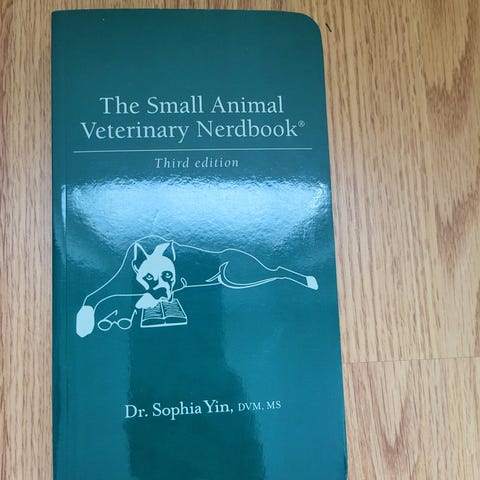 The Small Animal
Veterinary Nerdbook®
Third edition
Dr. Sophia Yin, DVM, MS